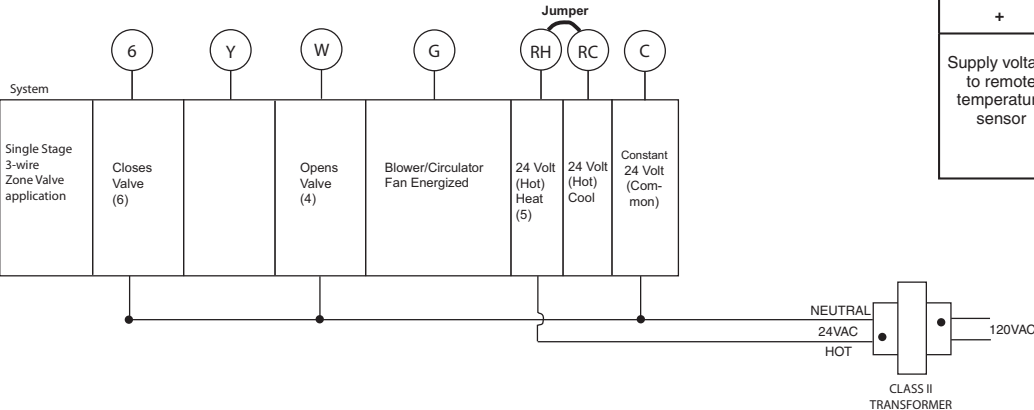 Jumper
6
Y
W
G
RH
RC
C
System
Single Stage
3-wire
Zone Valve
application
Closes
Valve
(6)
Opens
Valve
(4)
Blower/Circulator
Fan Energized
24 Volt
(Hot)
Heat
(5)
24 Volt
(Hot)
Cool
Constant
24 Volt
(Com-
mon)
+
Supply
to remote
sensor
NEUTRAL
24VAC
HOT
120VAC
CLASS II
TRANSFORMER